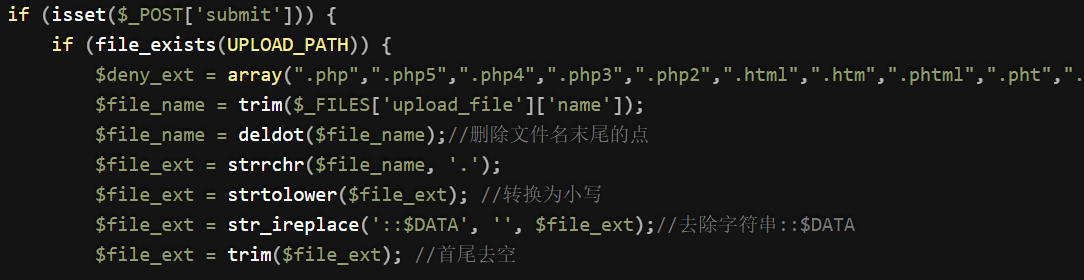 if (isset($_POST['submit'])) {
if (file_exists(UPLOAD_PATH)) {
$deny_ext = array(".php",".php5",".php4",".php3",".php2",".html",".htm",".phtml",".pht",".
$file_name = trim($_FILES['upload_file']['name']);
$file_name = deldot($file_name);//删除文件名末尾的点
$file_ext = strrchr($file_name, '.');
$file_ext = strtolower($file_ext); //转换为小写
$file_ext = str_ireplace('::$DATA', '', $file_ext);//去除字符串::$DATA
$file_ext = trim($file_ext); //首尾去空